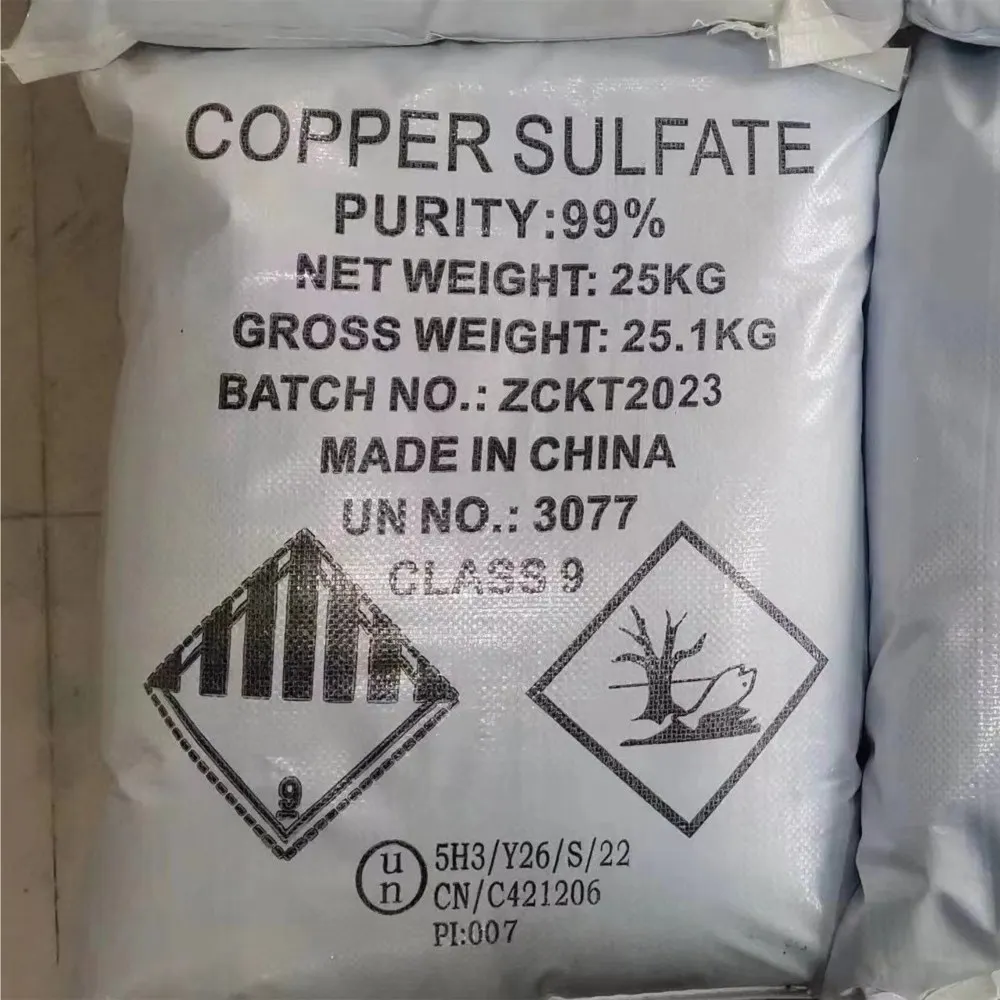 COPPER SULFATE
PURITY:99%
NET WEIGHT: 25KG
GROSS WEIGHT: 25.1KG
BATCH NO.: ZCKT2023
MADE IN CHINA
UN NO.: 3077
CLASS 9
9
un
5H3/Y26/S/22
CN/C421206
PI:007